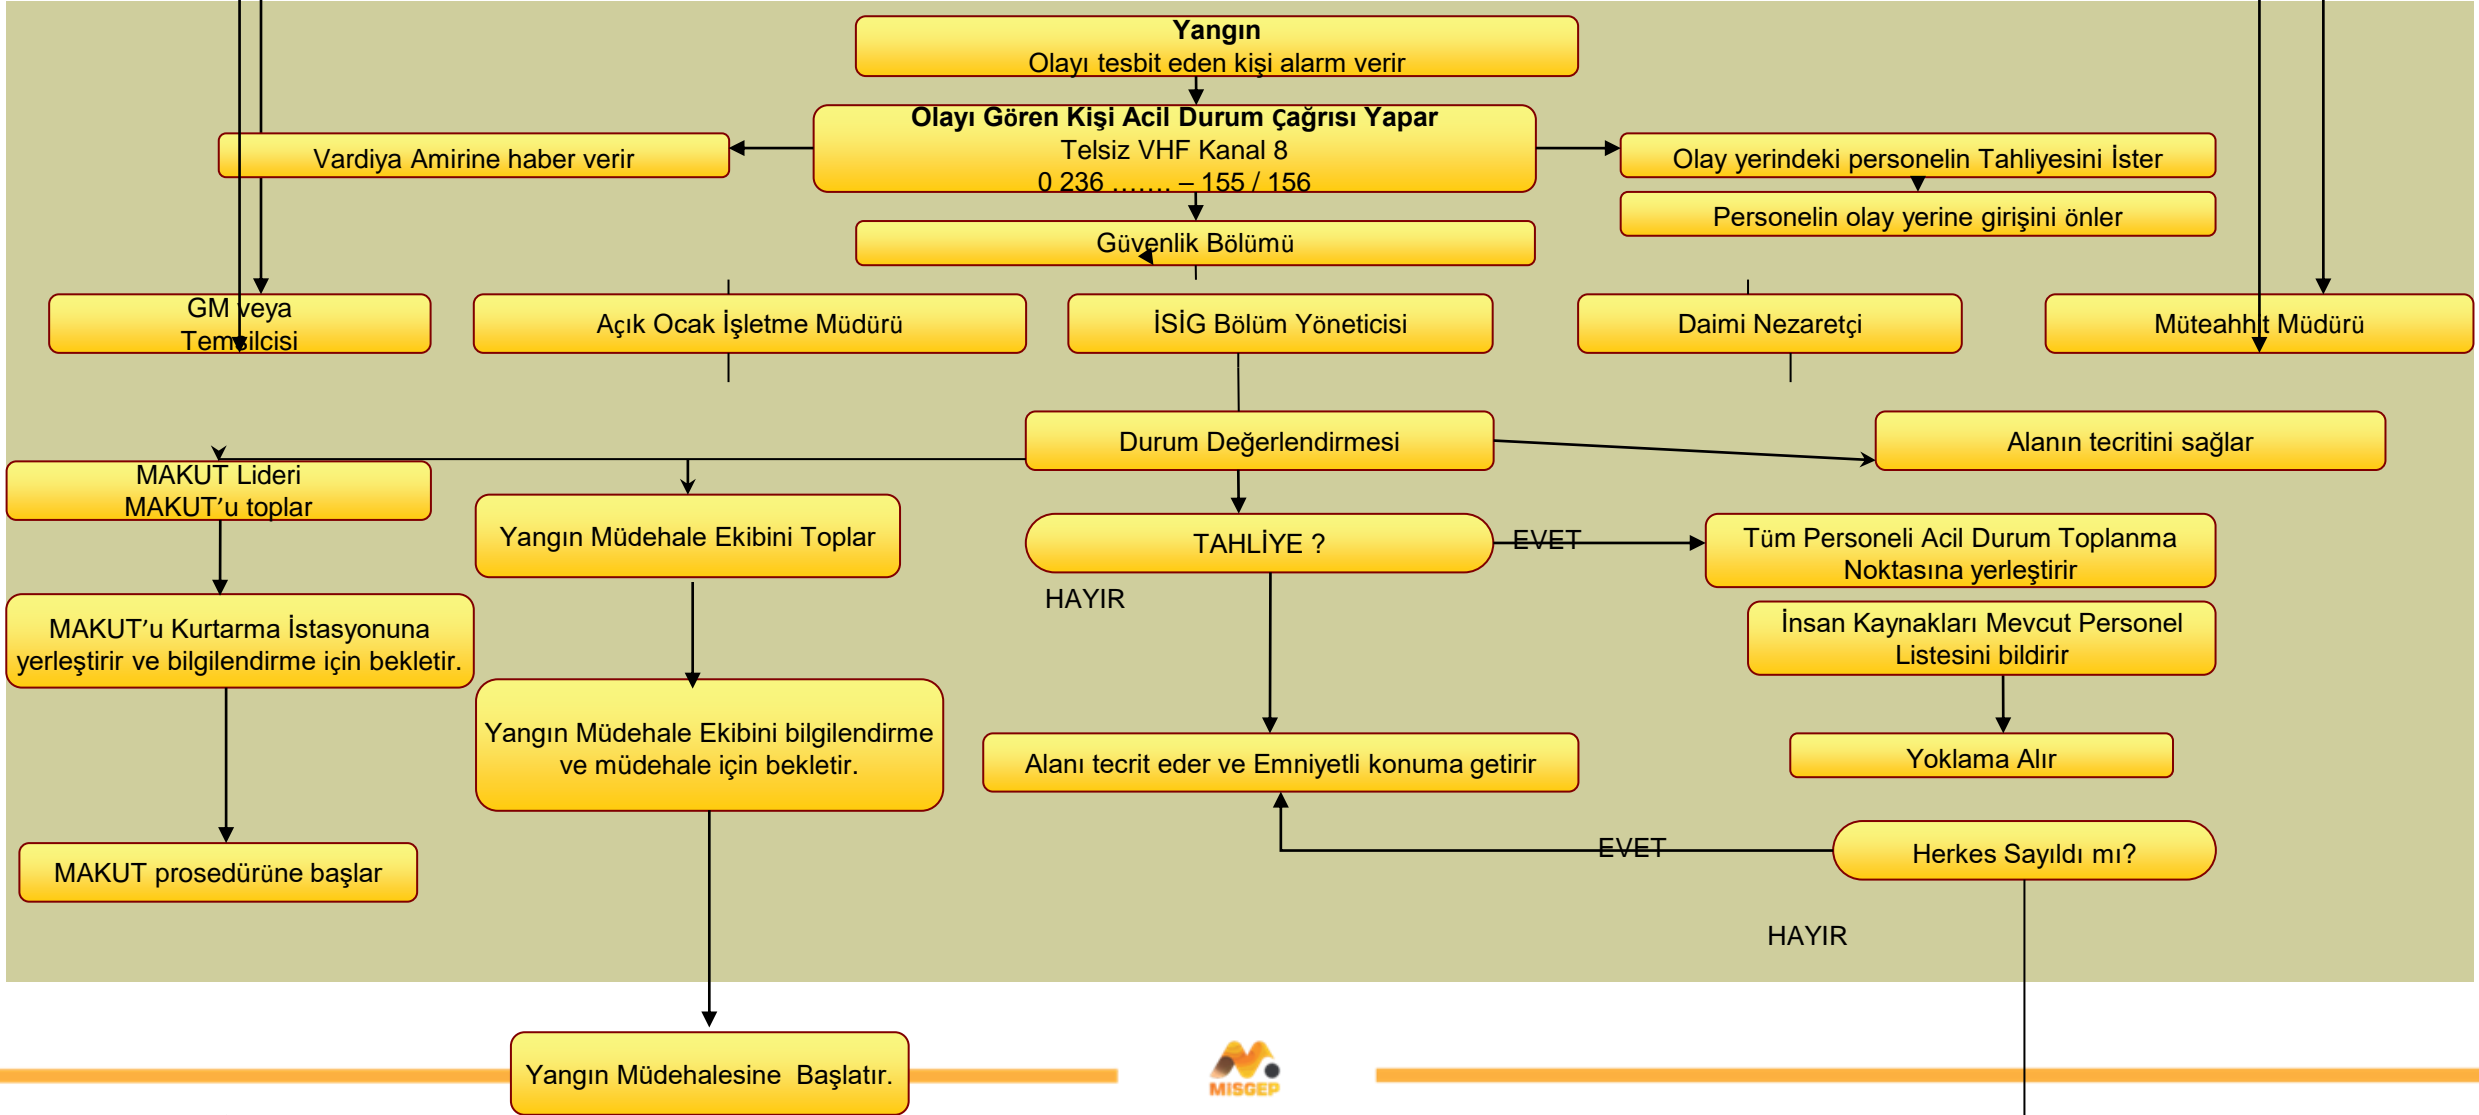 Yangın
Olayı tesbit eden kişi alarm verir
Olayı Gören Kişi Acil Durum Çağrısı Yapar
Telsiz VHF Kanal 8
0 236 ……. – 155 / 156
Vardiya Amirine haber verir
Olay yerindeki personelin Tahliyesini İster
Personelin olay yerine girişini önler
Güvenlik Bölümü
GM veya
Temsilcisi
Açık Ocak İşletme Müdürü
İSİG Bölüm Yöneticisi
Daimi Nezaretçi
Müteahhit Müdürü
Durum Değerlendirmesi
Alanın tecritini sağlar
MAKUT Lideri
MAKUT’u toplar
Yangın Müdehale Ekibini Toplar
TAHLİYE ?
EVET
Tüm Personeli Acil Durum Toplanma
Noktasına yerleştirir
HAYIR
MAKUT’u Kurtarma İstasyonuna
yerleştirir ve bilgilendirme için bekletir.
İnsan Kaynakları Mevcut Personel
Listesini bildirir
Yangın Müdehale Ekibini bilgilendirme
ve müdehale için bekletir.
Alanı tecrit eder ve Emniyetli konuma getirir
Yoklama Alır
EVET
Herkes Sayıldı mı?
MAKUT prosedürüne başlar
HAYIR
Yangın Müdehalesine  Başlatır.
MISGEP